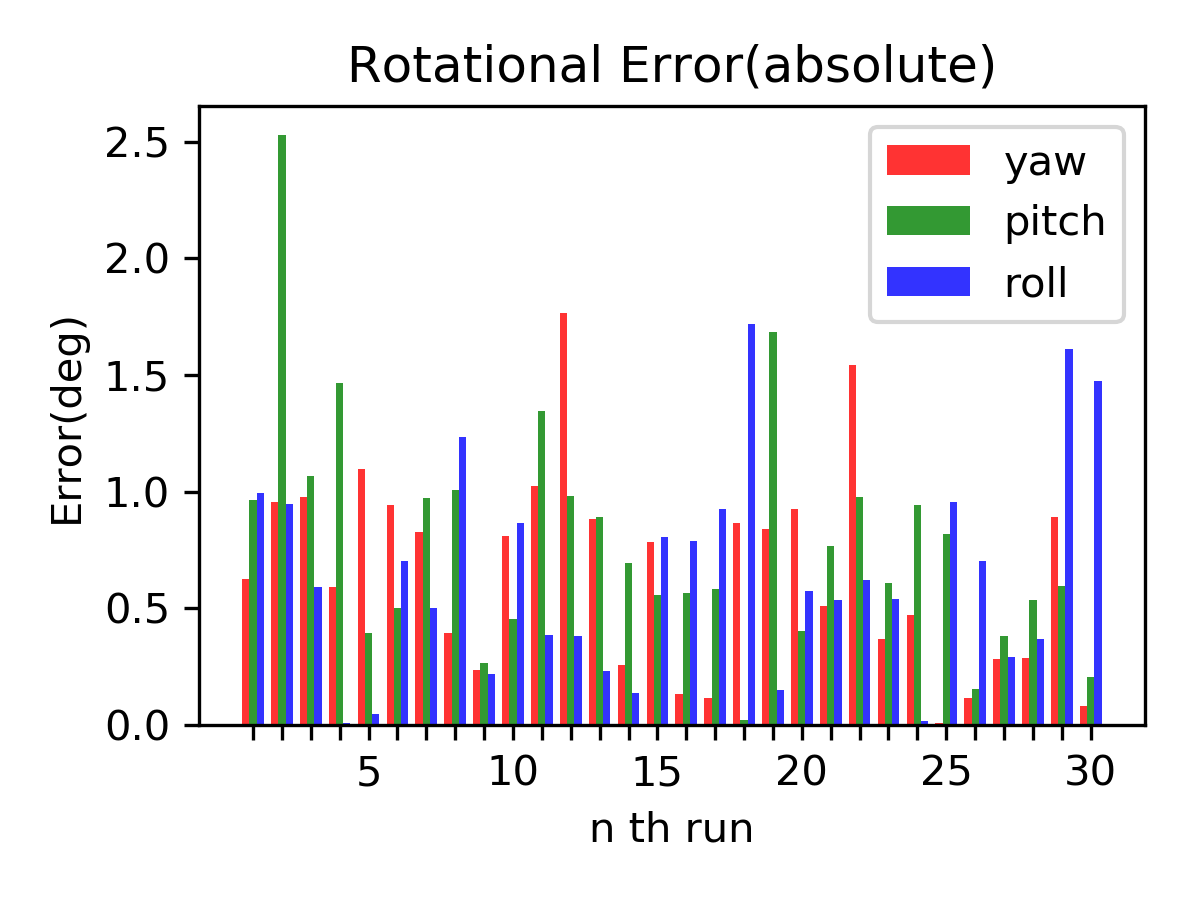 Rotational Error(absolute)
yaw
pitch
roll
Error(deg)
2.5
2.0
1.5
1.0
0.5
0.0
5 10 15 20 25 30
n th run